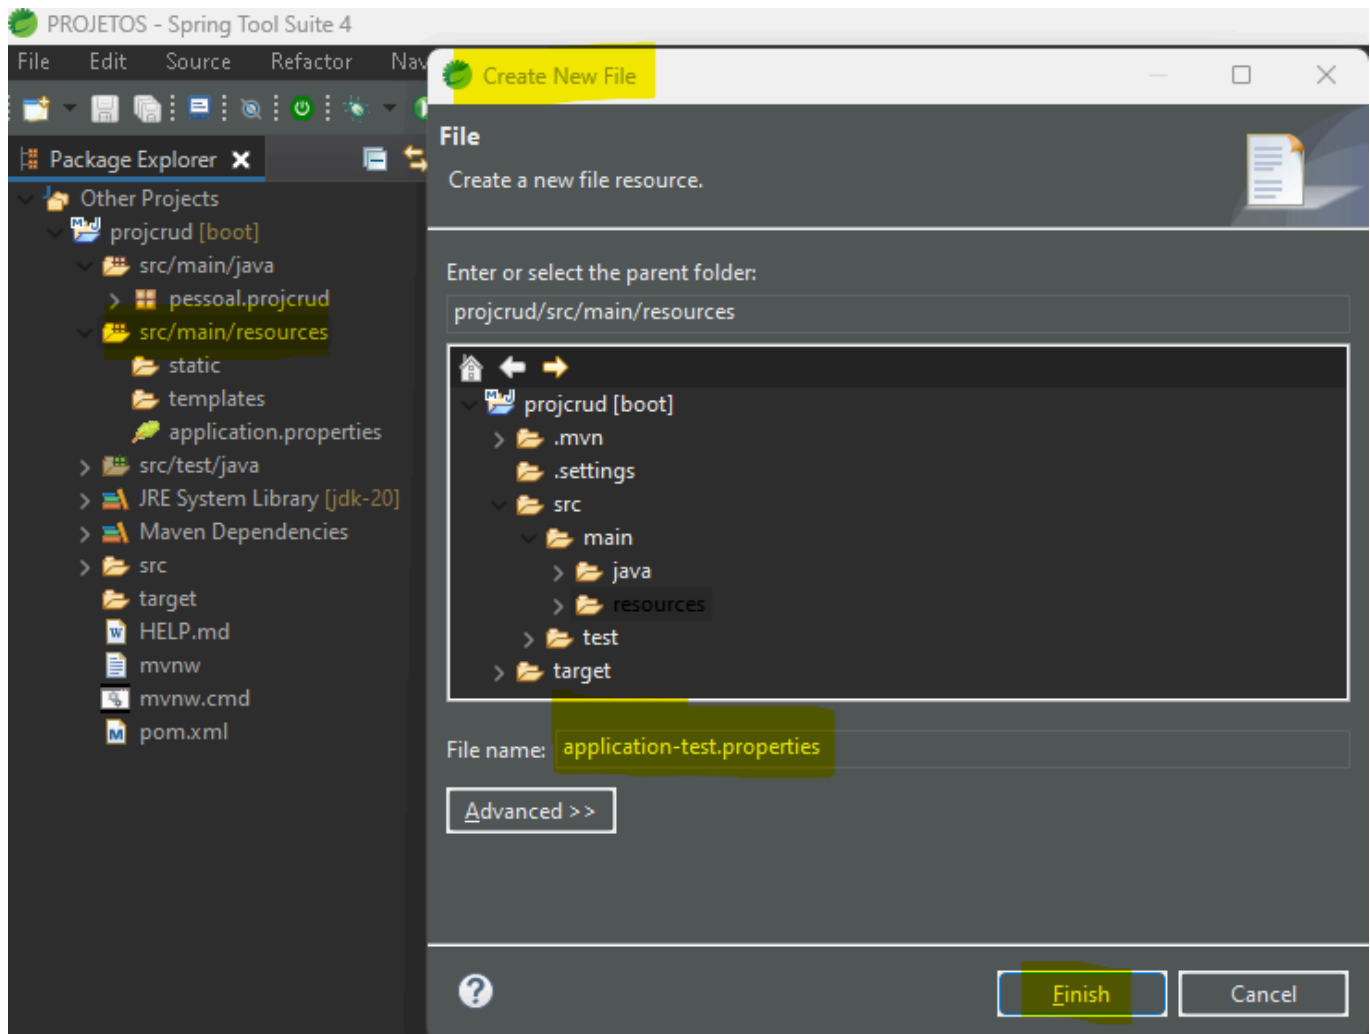 PROJETOS - Spring Tool Suite 4
File Edit Source Refactor Nav
Package Explorer
Other Projects
projcrud [boot]
src/main/java
pessoal.projcrud
src/main/resources
static
templates
application.properties
src/test/java
JRE System Library [jdk-20]
Maven Dependencies
src
target
HELP.md
mvnw
mvnw.cmd
pom.xml
Create New File
File
Create a new file resource.
Enter or select the parent folder:
projcrud/src/main/resources
projcrud [boot]
.mvn
.settings
src
main
java
resources
test
target
File name: application-test.properties
Advanced >>
Finish Cancel